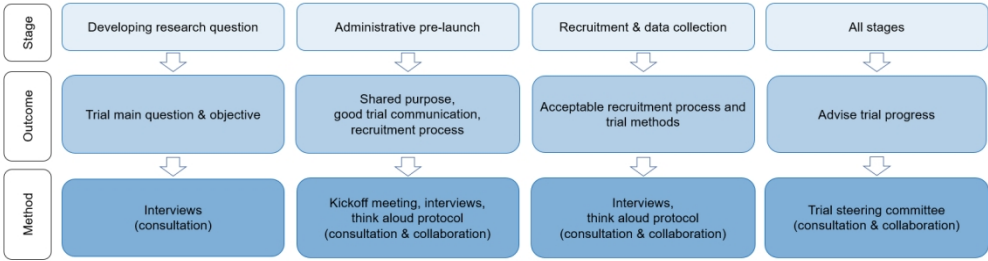 Stage
Developing research question
Administrative pre-launch
Recruitment & data collection
All stages
Outcome
Trial main question & objective
Shared purpose,
good trial communication,
recruitment process
Acceptable recruitment process and
trial methods
Advise trial progress
Method
Interviews
(consultation)
Kickoff meeting, interviews,
think aloud protocol
(consultation & collaboration)
Interviews,
think aloud protocol
(consultation & collaboration)
Trial steering committee
(consultation & collaboration)